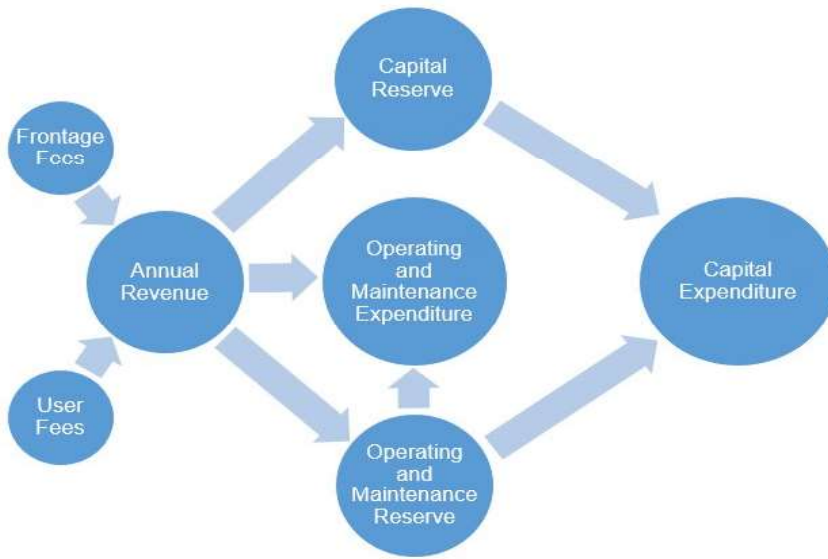 Capital
Reserve
Frontage
Fees
Annual
Revenue
Operating
and
Maintenance
Expenditure
Capital
Expenditure
User
Fees
Operating
and
Maintenance
Reserve